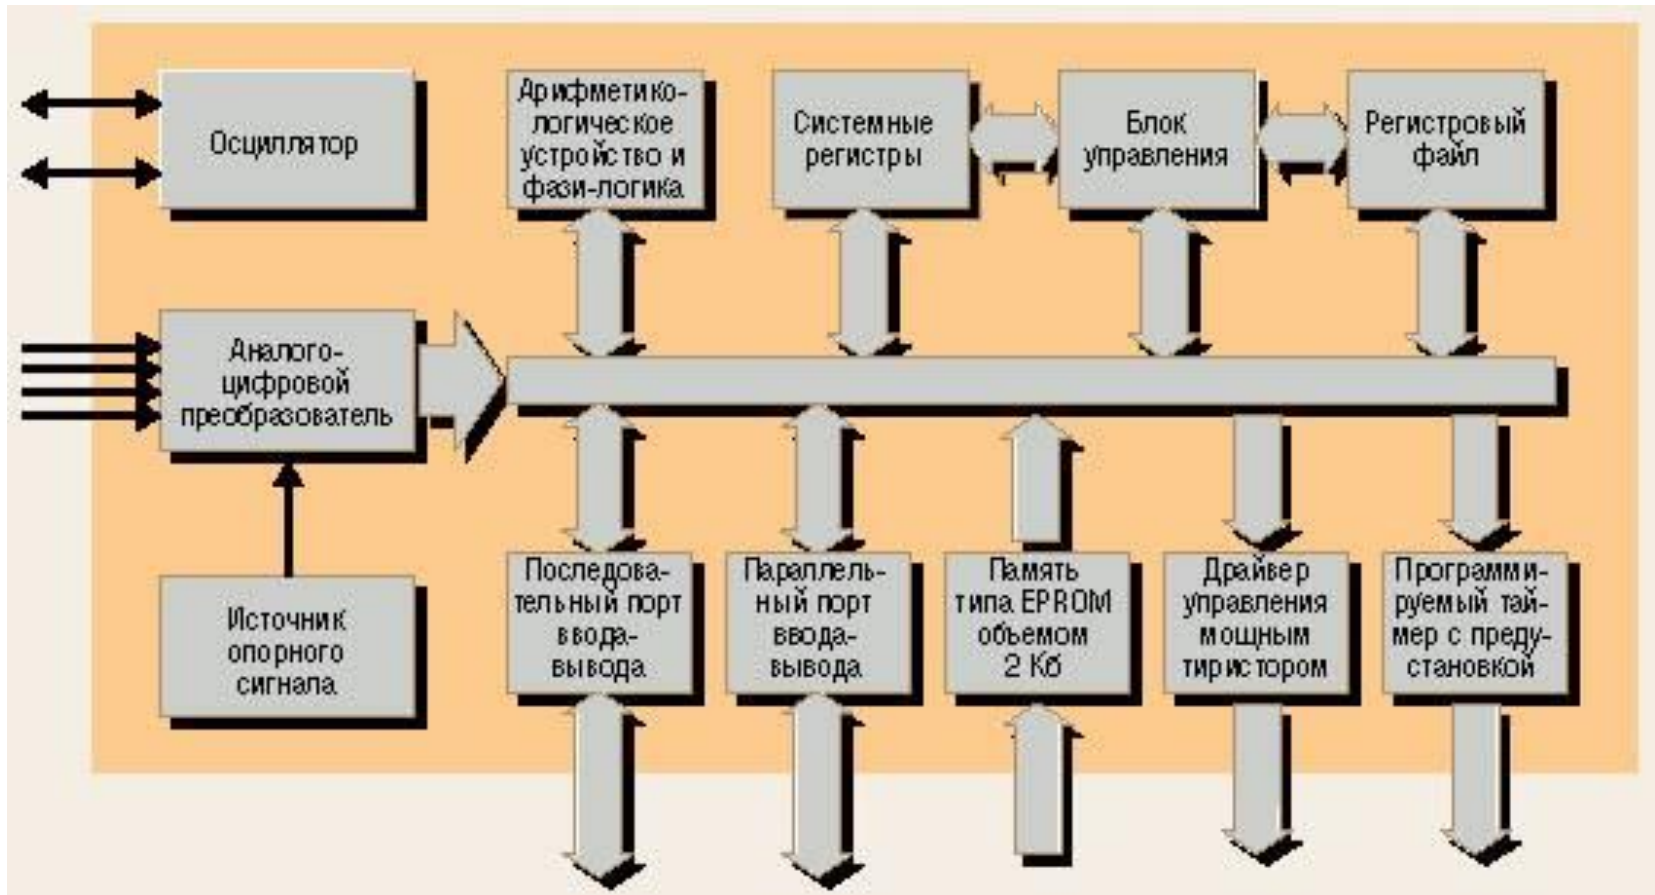 Осциллятор
Арифметико-
логическое
устройство и
фази-логика
Системные
регистры
Блок
управления
Регистровый
файл
Аналого-
цифровой
преобразователь
Источник
опорного
сигнала
Последова-
тельный порт
ввода-
вывода
Параллель-
ный порт
ввода-
вывода
Память
типа EPROM
объемом
2 Кб
Драйвер
управления
мощным
тиристором
Программи-
руемый тай-
мер с преду-
становкой